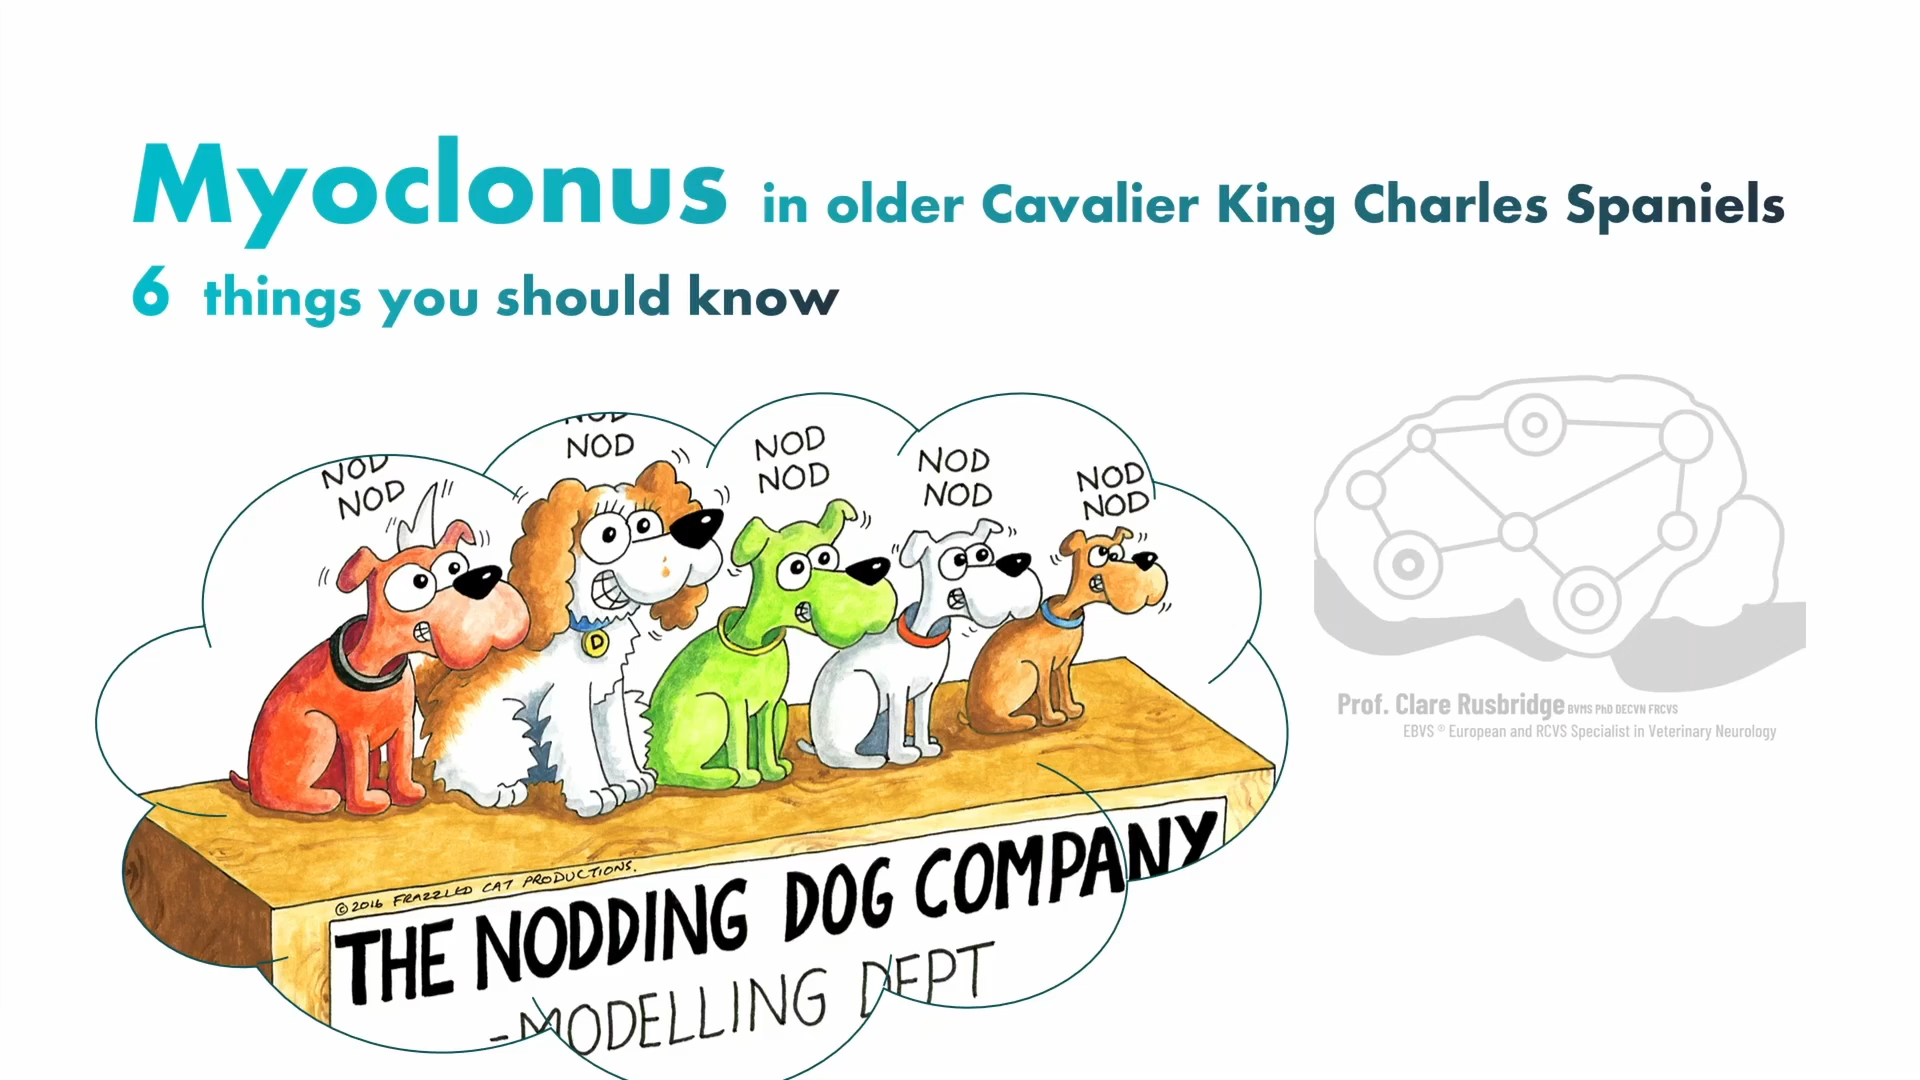 Myoclonus in older Cavalier King Charles Spaniels
6 things you should know
NOD
NOD
NOD
NOD
NOD
NOD
NOD
NOD
NOD
NOD
D
Prof. Clare Rusbridge BVMS PhD DECVN FRCVS
EBVS ® European and RCVS Specialist in Veterinary Neurology
© 2016 FRAZZLED CAT PRODUCTIONS.
THE NODDING DOG COMPANY
-MODELLING DEPT